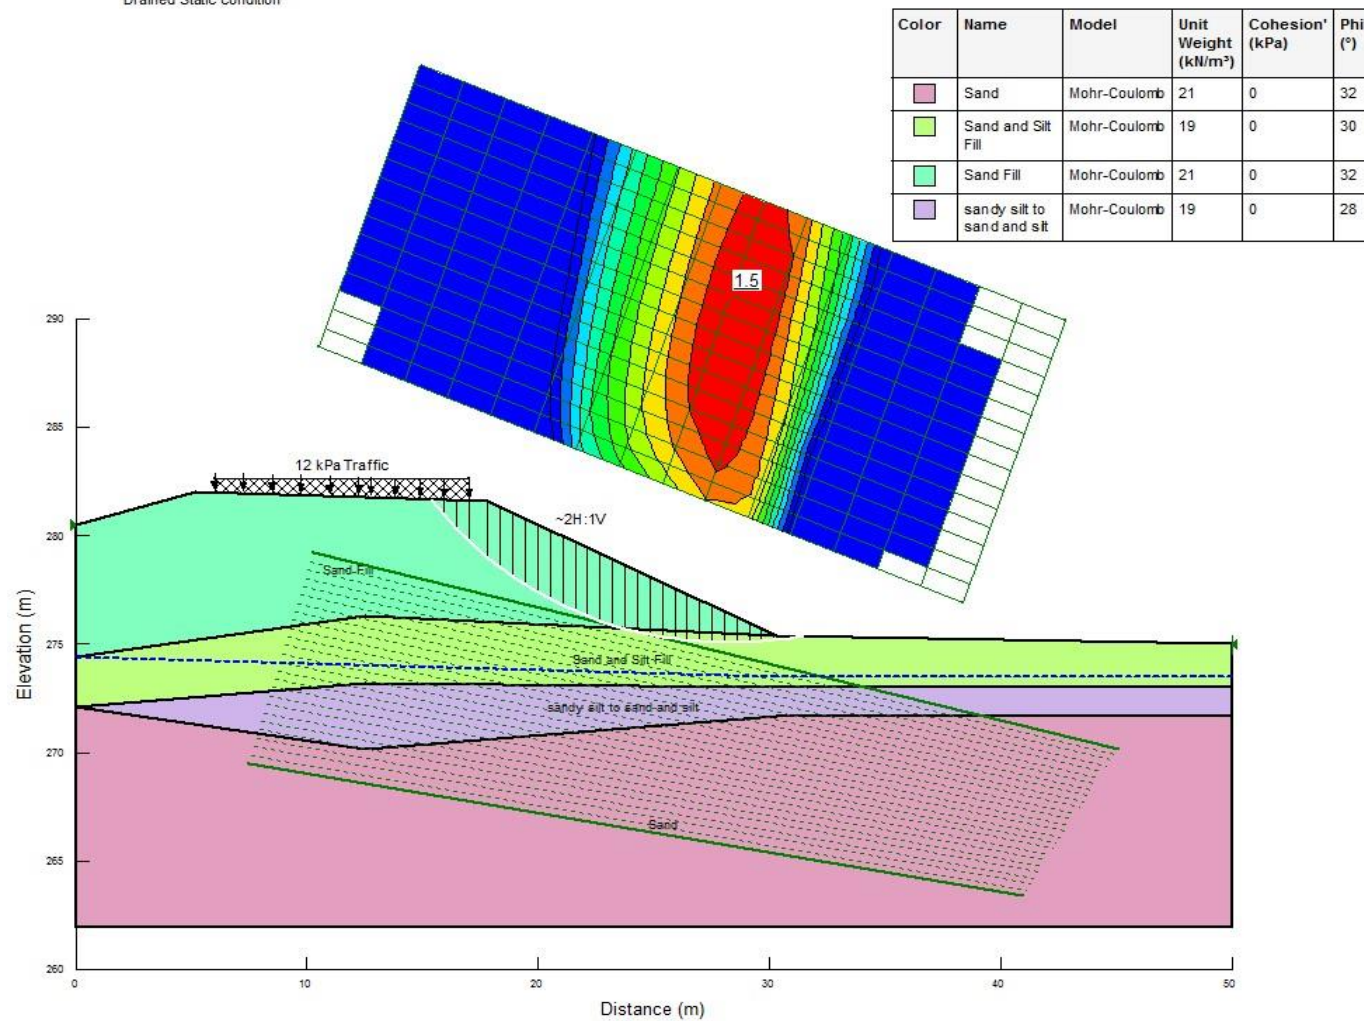 Drained Static Condition
Color Name Model Unit Weight (kN/m³) Cohesion' (kPa) Phi (°)
Sand Mohr-Coulomb 21 0 32
Sand and Silt Fill Mohr-Coulomb 19 0 30
Sand Fill Mohr-Coulomb 21 0 32
sandy silt to sand and silt Mohr-Coulomb 19 0 28
1.5
12 kPa Traffic
~2H:1V
Sand Fill
Sand and Silt Fill
sandy silt to sand and silt
Sand
Elevation (m)
290
285
280
275
270
265
260
0 10 20 30 40 50
Distance (m)